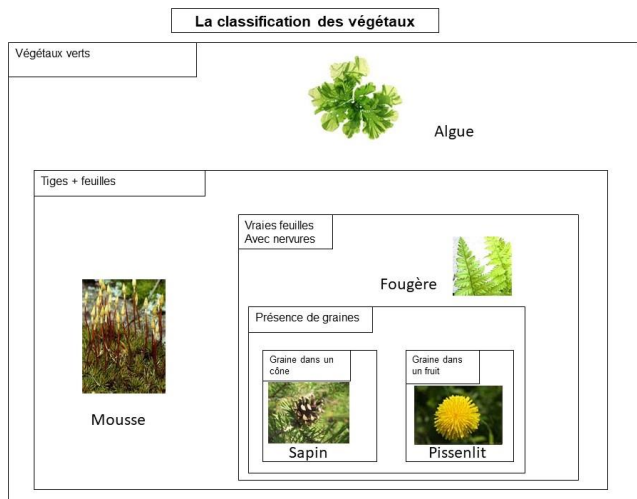 La classification des végétaux
Végétaux verts
Algue
Tiges + feuilles
Vraies feuilles
Avec nervures
Fougère
Présence de graines
Graine dans un
cône
Graine dans
un fruit
Mousse
Sapin
Pissenlit